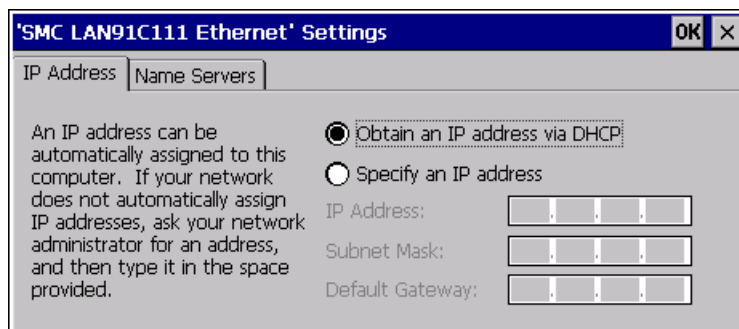 'SMC LAN91C111 Ethernet' Settings OK ×
IP Address Name Servers
An IP address can be
automatically assigned to this
computer. If your network
does not automatically assign
IP addresses, ask your network
administrator for an address,
and then type it in the space
provided.
Obtain an IP address via DHCP
Specify an IP address
IP Address:
Subnet Mask:
Default Gateway: